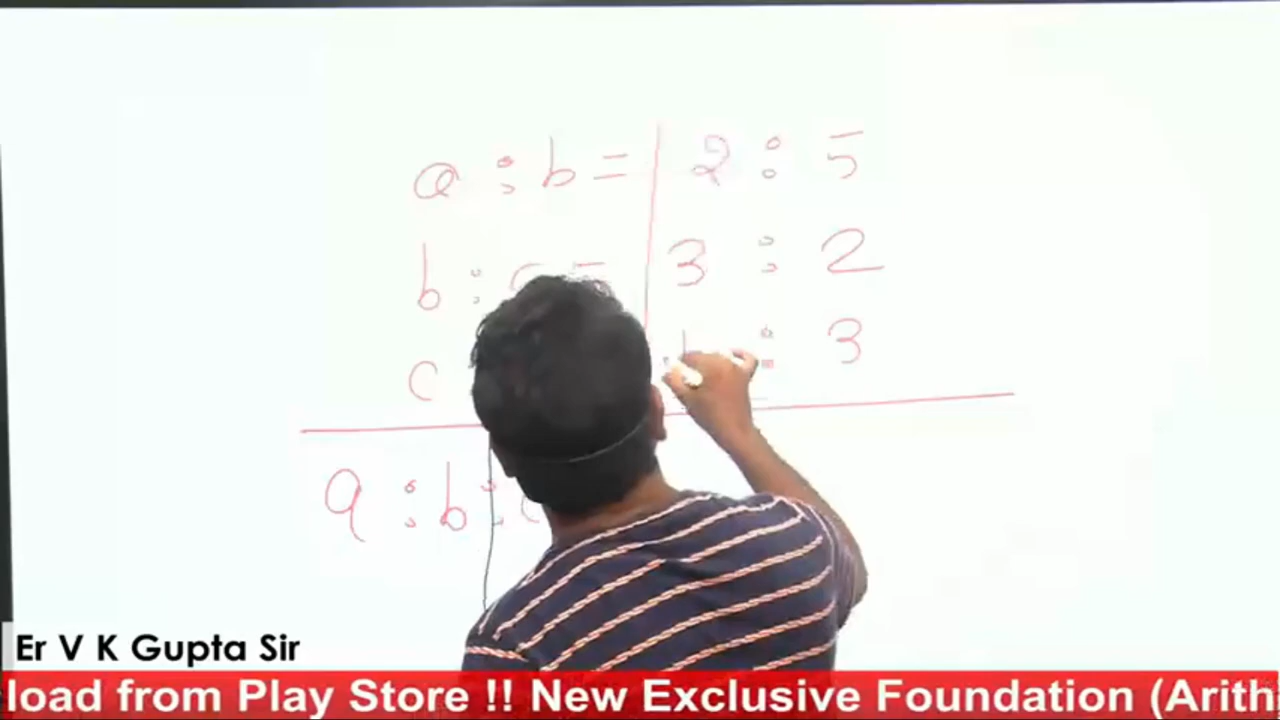 a : b = 2 : 5
b : c = 3 : 2
c : 3
a : b : c
Er V K Gupta Sir
load from Play Store !! New Exclusive Foundation (Arith